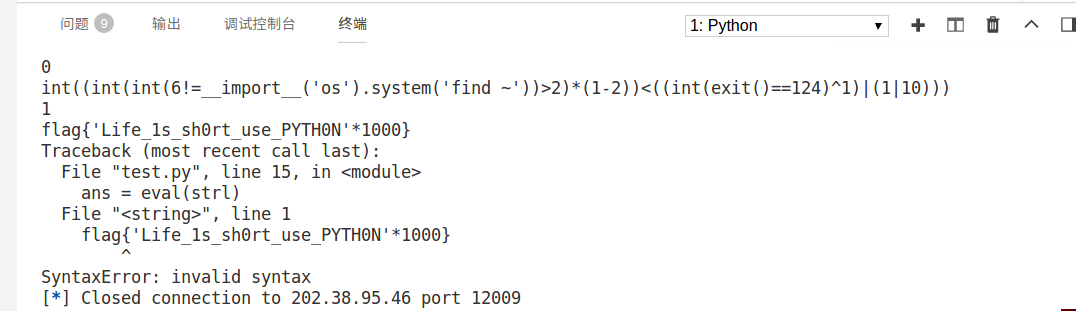 问题 9 输出 调试控制台 终端 1: Python
0
int((int(int(6!=__import__('os').system('find ~'))>2)*(1-2))<((int(exit()==124)^1)|(1|10)))
1
flag{'Life_1s_sh0rt_use_PYTH0N'*1000}
Traceback (most recent call last):
  File "test.py", line 15, in <module>
    ans = eval(strl)
  File "<string>", line 1
    flag{'Life_1s_sh0rt_use_PYTH0N'*1000}
        ^
SyntaxError: invalid syntax
[*] Closed connection to 202.38.95.46 port 12009